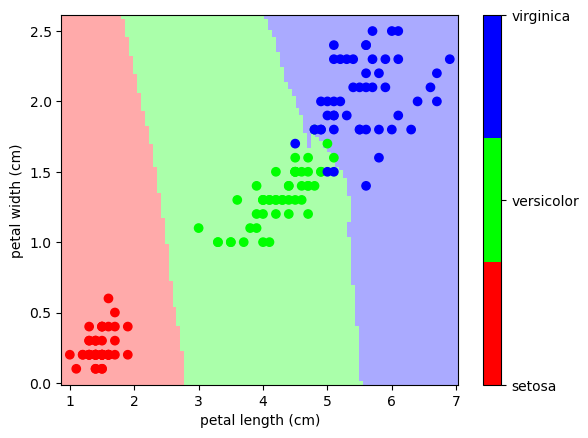 2.5
2.0
1.5
1.0
0.5
0.0
petal width (cm)
1 2 3 4 5 6 7
petal length (cm)
virginica
versicolor
setosa